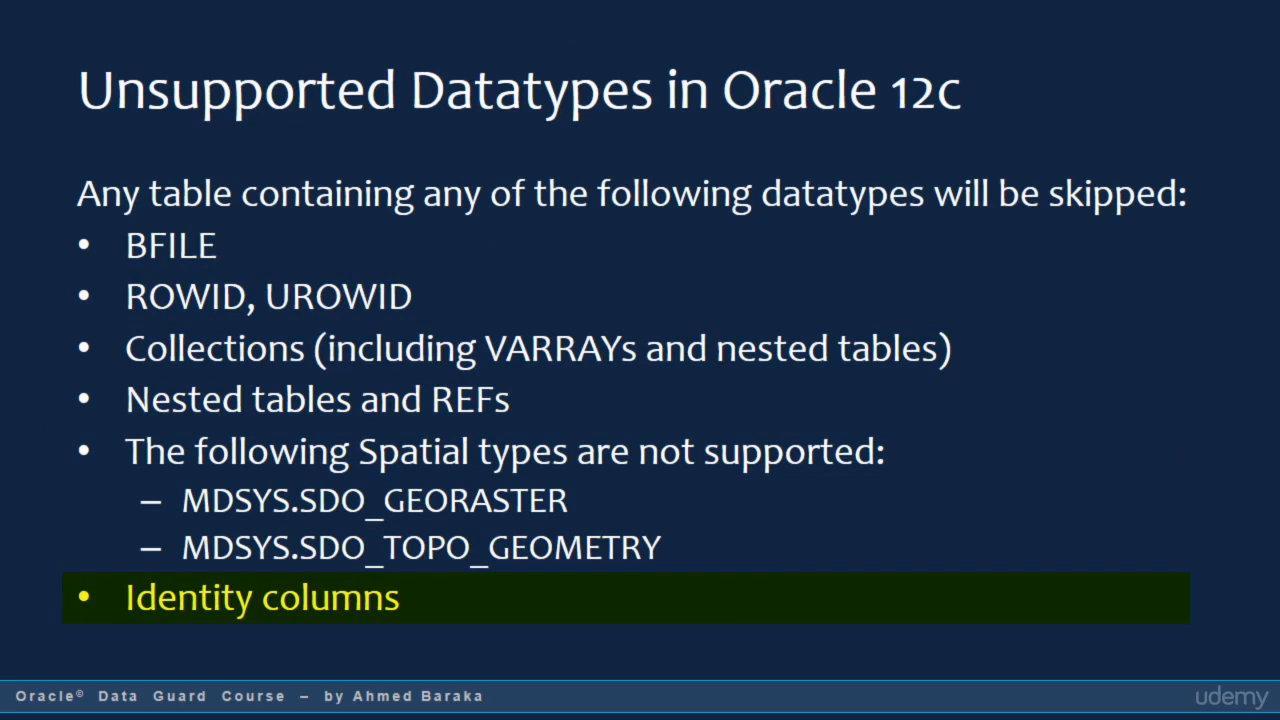 Unsupported Datatypes in Oracle 12c
Any table containing any of the following datatypes will be skipped:
• BFILE
• ROWID, UROWID
• Collections (including VARRAYs and nested tables)
• Nested tables and REFs
• The following Spatial types are not supported:
– MDSYS.SDO_GEORASTER
– MDSYS.SDO_TOPO_GEOMETRY
• Identity columns
Oracle© Data Guard Course – by Ahmed Baraka
udemy